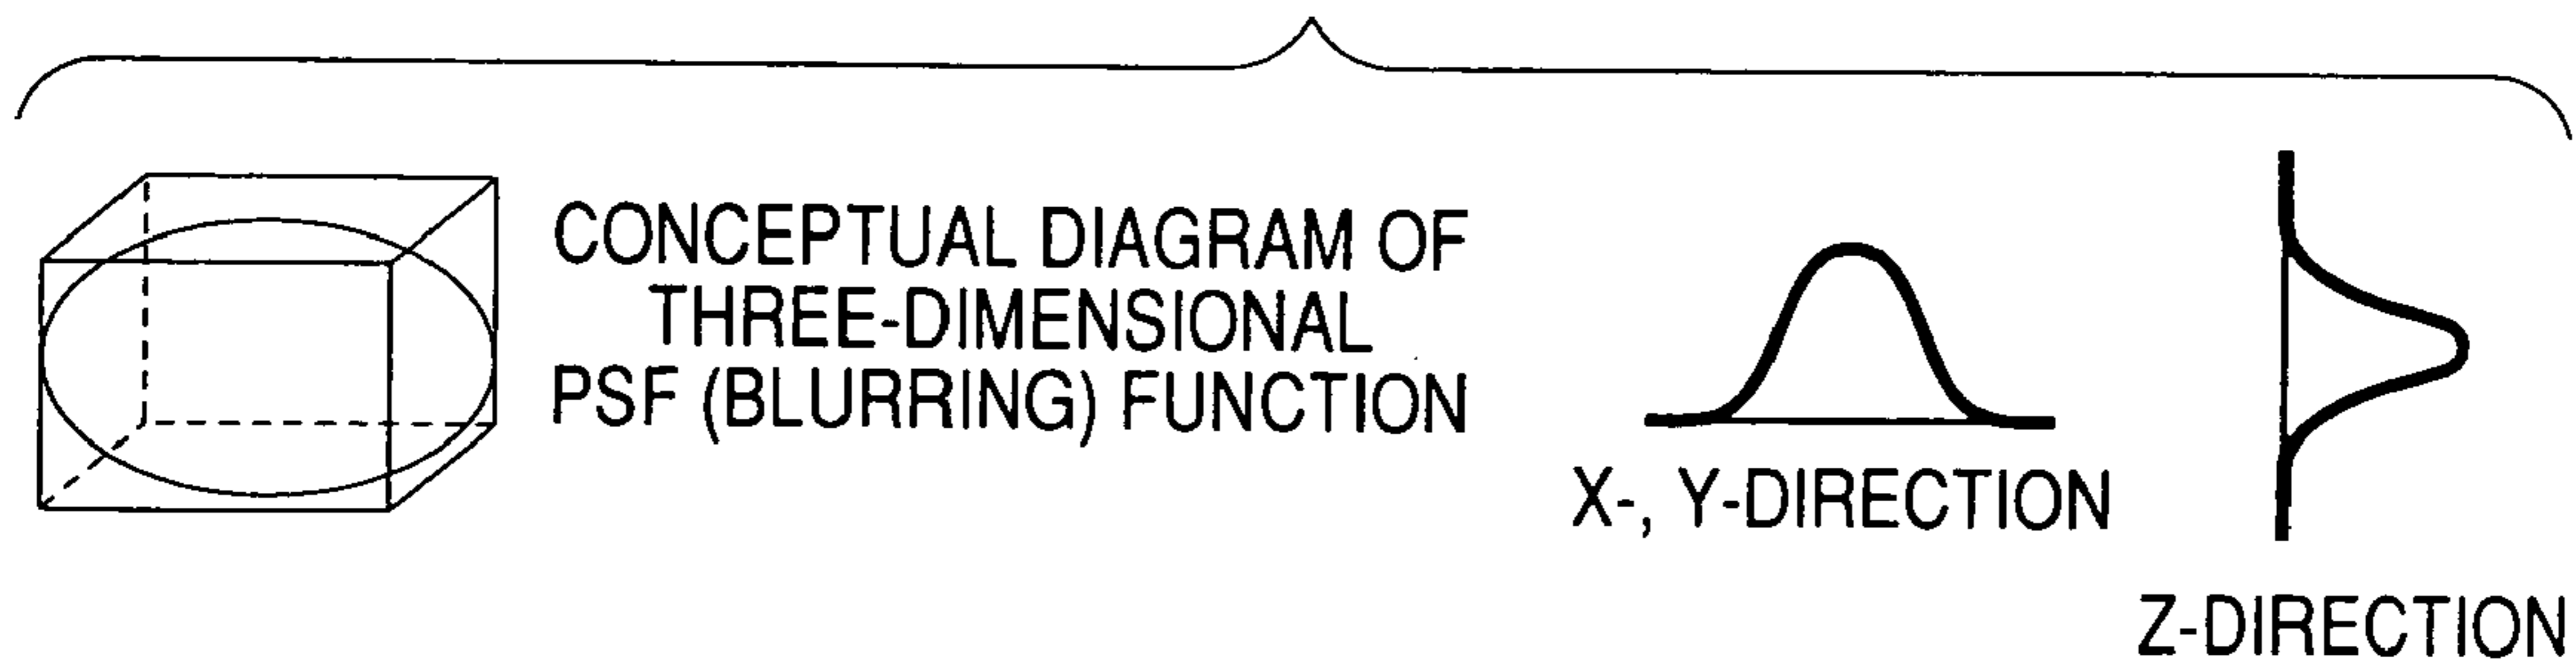 CONCEPTUAL DIAGRAM OF
THREE-DIMENSIONAL
PSF (BLURRING) FUNCTION
X-, Y-DIRECTION
Z-DIRECTION